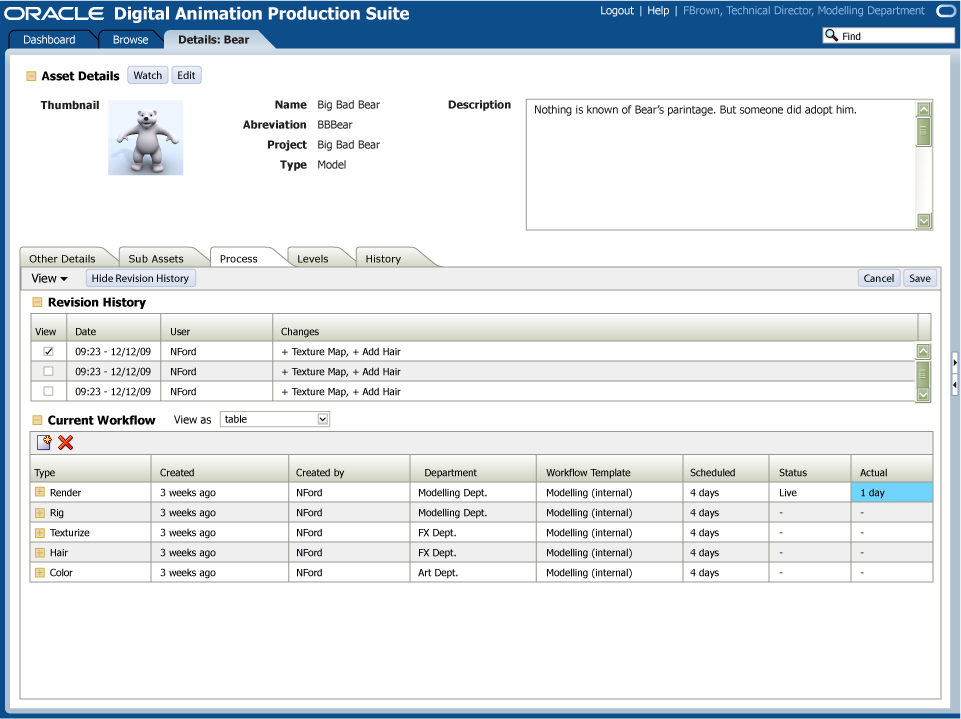 ORACLE Digital Animation Production Suite
Logout | Help | FBrown, Technical Director, Modelling Department
Dashboard Browse Details: Bear
Find
Asset Details Watch Edit
Thumbnail
Name Big Bad Bear
Abreviation BBBear
Project Big Bad Bear
Type Model
Description
Nothing is known of Bear's parintage. But someone did adopt him.
Other Details Sub Assets Process Levels History
View Hide Revision History Cancel Save
Revision History
View Date User Changes
09:23 - 12/12/09 NFord + Texture Map, + Add Hair
09:23 - 12/12/09 NFord + Texture Map, + Add Hair
09:23 - 12/12/09 NFord + Texture Map, + Add Hair
Current Workflow View as table
Type Created Created by Department Workflow Template Scheduled Status Actual
Render 3 weeks ago NFord Modelling Dept. Modelling (internal) 4 days Live 1 day
Rig 3 weeks ago NFord Modelling Dept. Modelling (internal) 4 days - -
Texturize 3 weeks ago NFord FX Dept. Modelling (internal) 4 days - -
Hair 3 weeks ago NFord FX Dept. Modelling (internal) 4 days - -
Color 3 weeks ago NFord Art Dept. Modelling (internal) 4 days - -